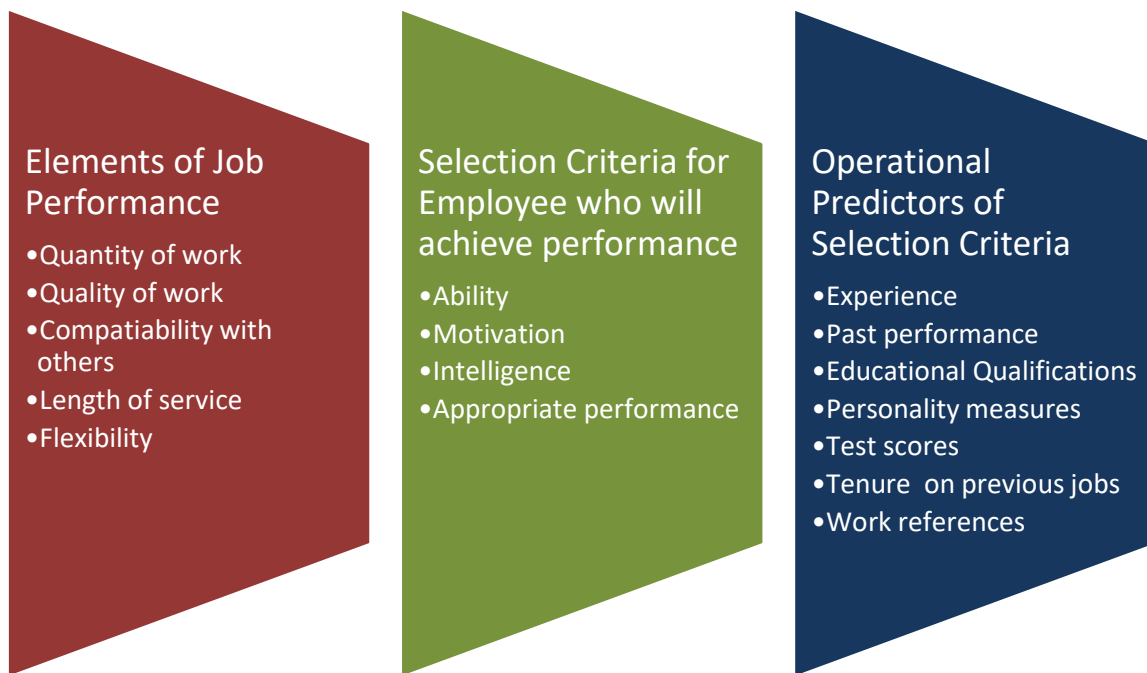 Elements of Job
Performance
•Quantity of work
•Quality of work
•Compatiability with
others
•Length of service
•Flexibility
Selection Criteria for
Employee who will
achieve performance
•Ability
•Motivation
•Intelligence
•Appropriate performance
Operational
Predictors of
Selection Criteria
•Experience
•Past performance
•Educational Qualifications
•Personality measures
•Test scores
•Tenure  on previous jobs
•Work references